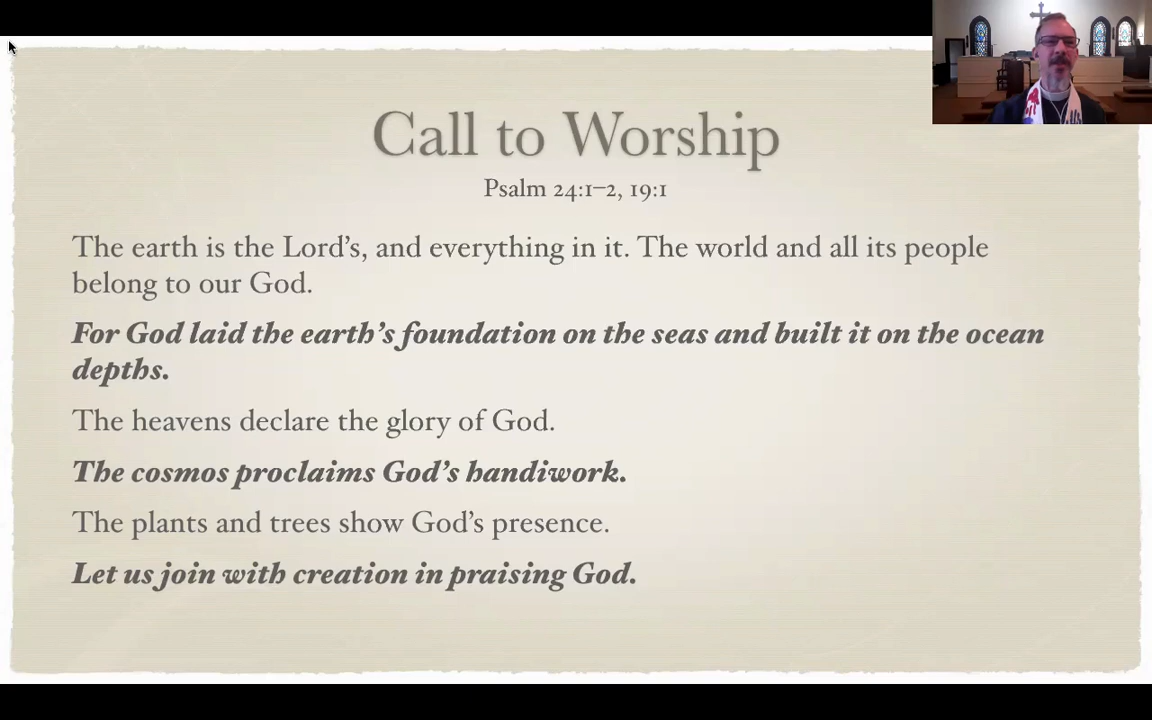 Call to Worship
Psalm 24:1–2, 19:1
The earth is the Lord’s, and everything in it. The world and all its people
belong to our God.
For God laid the earth’s foundation on the seas and built it on the ocean
depths.
The heavens declare the glory of God.
The cosmos proclaims God’s handiwork.
The plants and trees show God’s presence.
Let us join with creation in praising God.